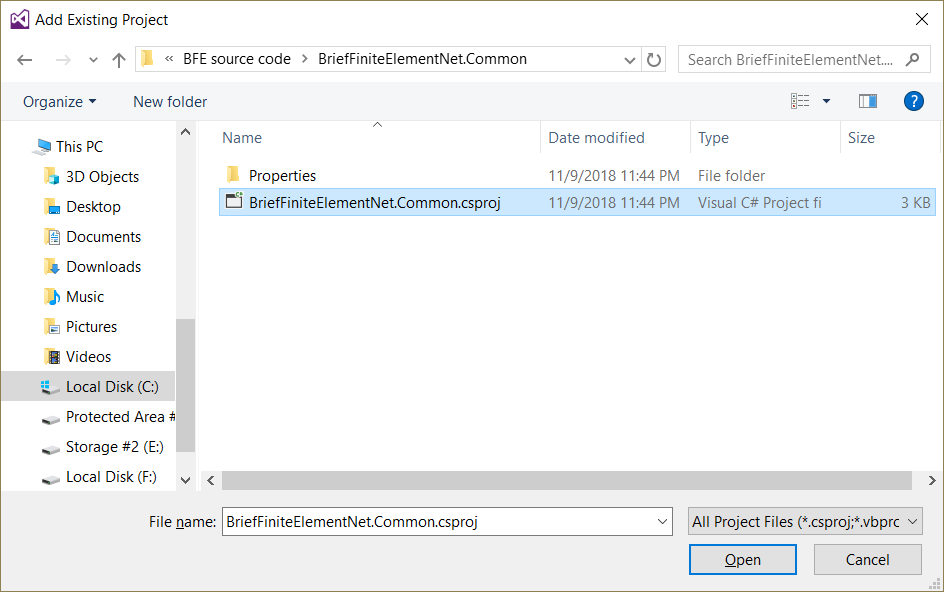 Add Existing Project
« BFE source code > BriefFiniteElementNet.Common
Search BriefFiniteElementNet....
Organize
New folder
?
Name
Date modified
Type
Size
This PC
3D Objects
Desktop
Documents
Downloads
Music
Pictures
Videos
Local Disk (C:)
Protected Area #
Storage #2 (E:)
Local Disk (F:)
Properties 11/9/2018 11:44 PM File folder
BriefFiniteElementNet.Common.csproj 11/9/2018 11:44 PM Visual C# Project fi 3 KB
File name: BriefFiniteElementNet.Common.csproj
All Project Files (*.csproj;*.vbprc
Open
Cancel